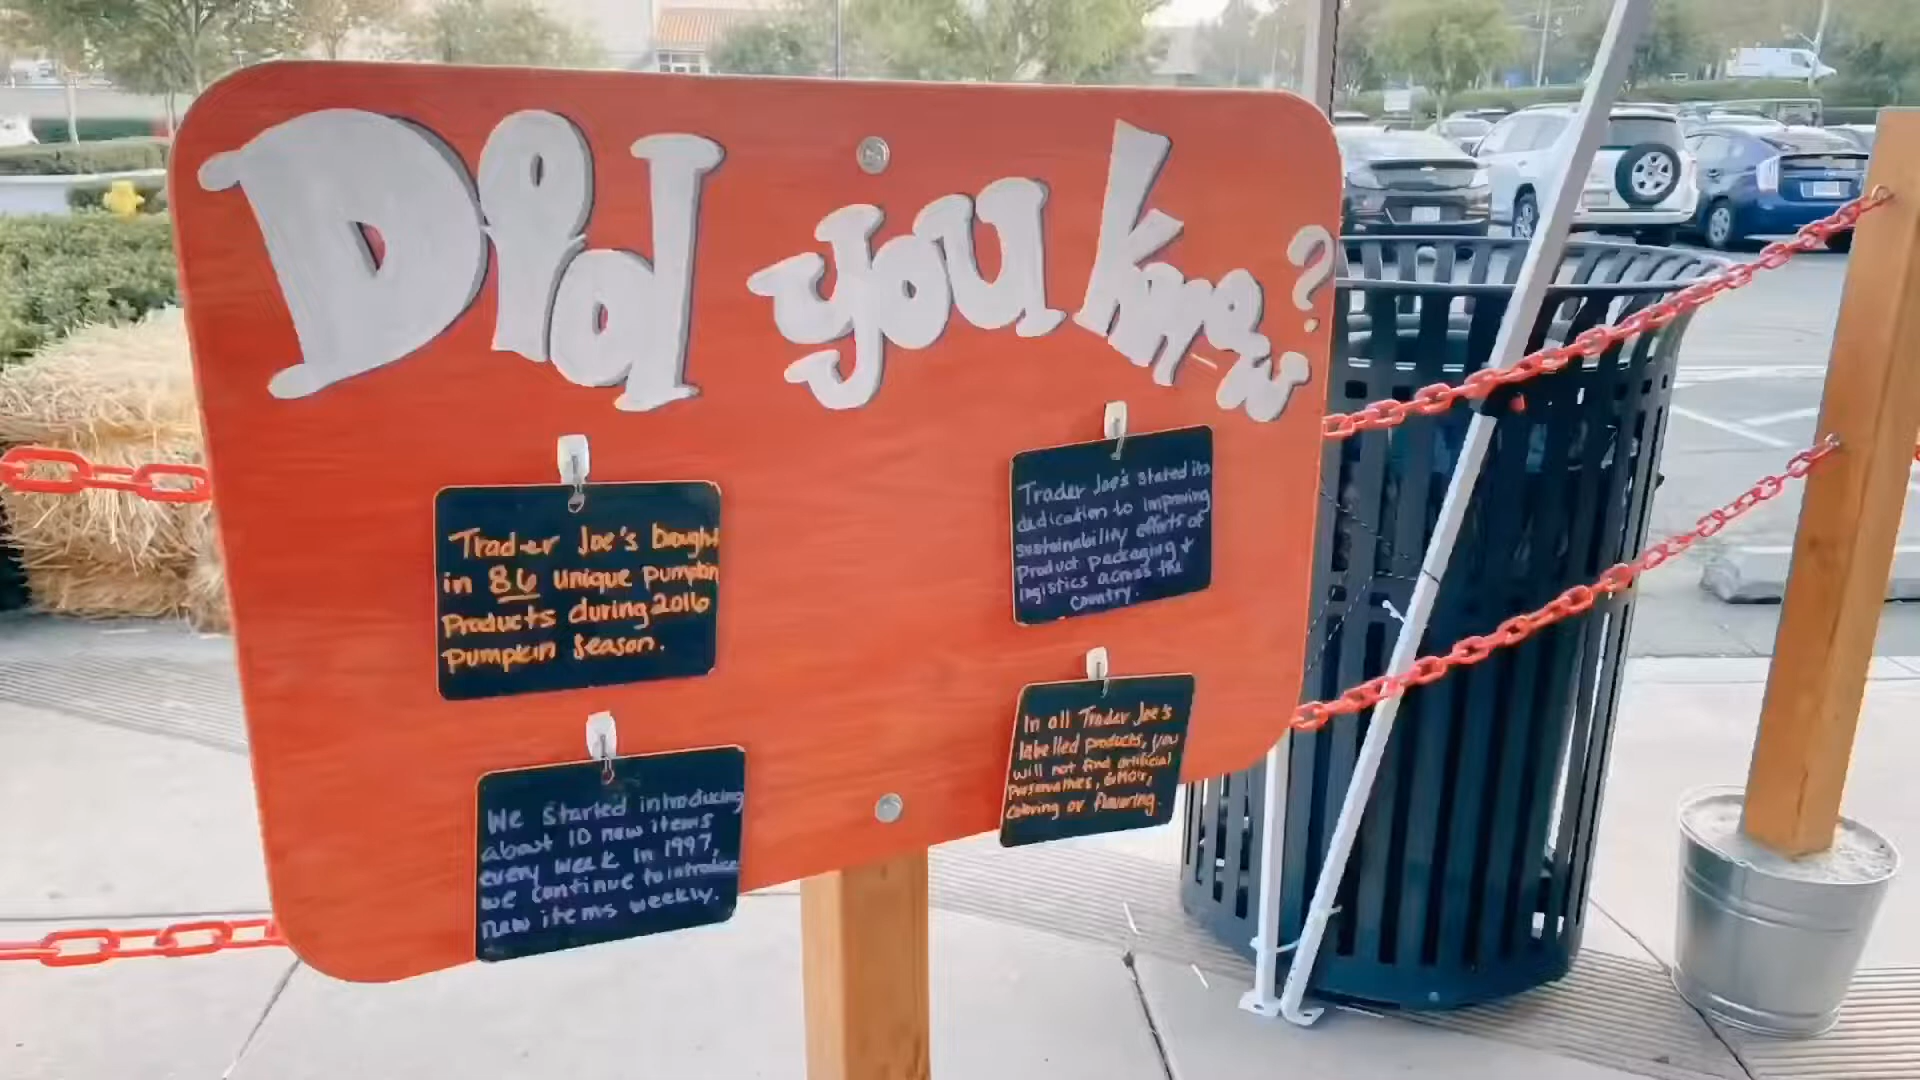 Did you know?
Trader Joe's bought
in 86 unique pumpkin
Products during 2016
pumpkin season.
We started introducing
about 10 new items
every week in 1997,
we continue to introduce
new items weekly.
Trader Joe's stated its
dedication to improving
sustainability efforts of
Product packaging &
logistics across the
country.
In all Trader Joe's
labelled products, you
will not find artificial
Preservatives, GMO's,
coloring or flavoring.